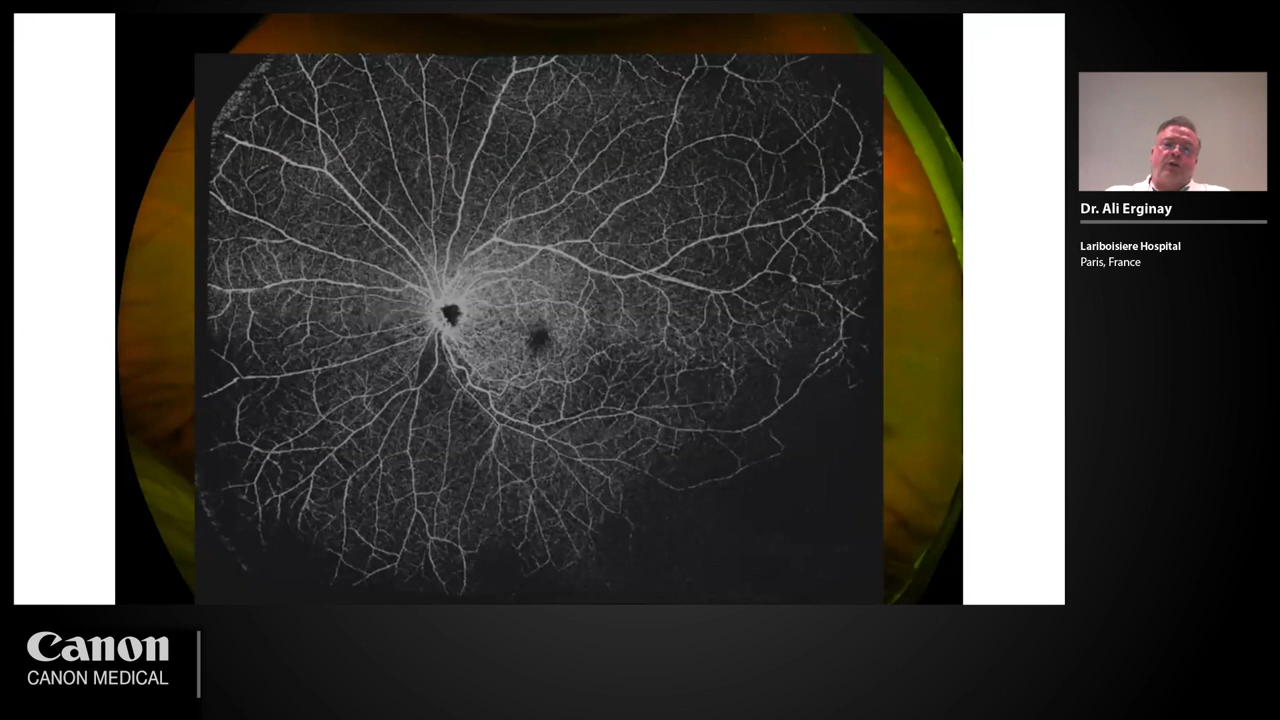 Dr. Ali Erginay
Lariboisiere Hospital
Paris, France
Canon
CANON MEDICAL